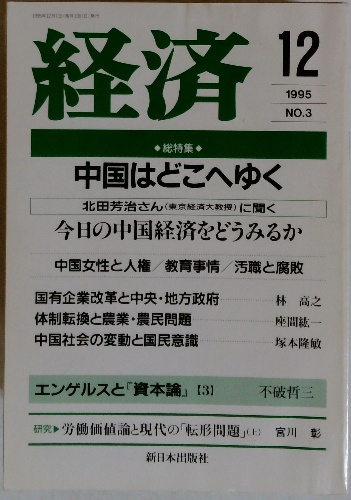 経済
12
1995
NO.3
◆総特集◆
中国はどこへゆく
北田芳治さん(東京経済大教授)に聞く
今日の中国経済をどうみるか
中国女性と人権/教育事情/汚職と腐敗
国有企業改革と中央・地方政府 林 高之
体制転換と農業・農民問題 座間紘一
中国社会の変動と国民意識 塚本隆敏
エンゲルスと『資本論』【3】 不破哲三
研究▶労働価値論と現代の「転形問題」(上) 宮川 彰
新日本出版社